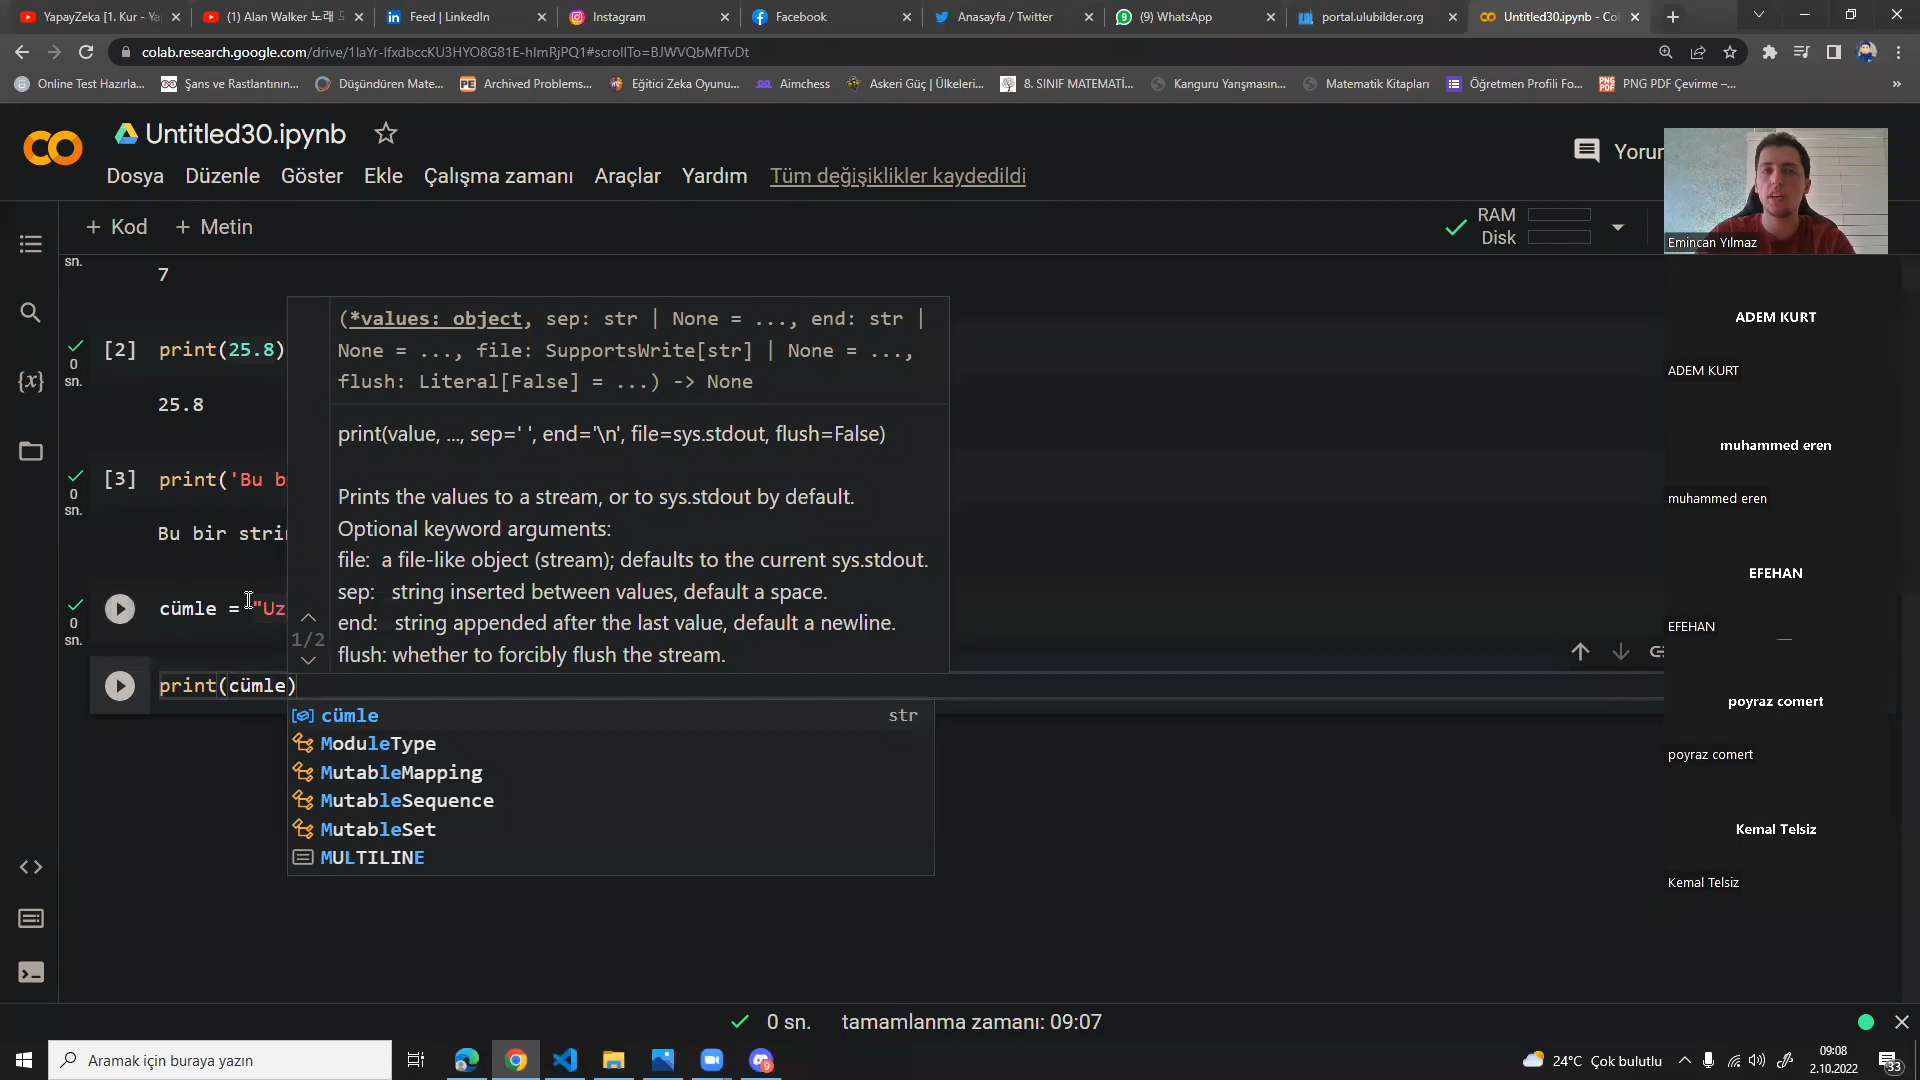 YapayZeka [1. Kur - Ya
(1) Alan Walker 노래 모
Feed | LinkedIn
Instagram
Facebook
Anasayfa / Twitter
(9) WhatsApp
portal.ulubilder.org
Untitled30.ipynb - Co
colab.research.google.com/drive/1IaYr-IfxdbccKU3HYO8G81E-hlmRjPQ1#scrollTo=BJWVQbMfTvDt
Online Test Hazırla...
Şans ve Rastlantının...
Düşündüren Mate...
Archived Problems...
Eğitici Zeka Oyunu...
Aimchess
Askeri Güç | Ülkeleri...
8. SINIF MATEMATİ...
Kanguru Yarışmasın...
Matematik Kitapları
Öğretmen Profili Fo...
PNG PDF Çevirme –...
Untitled30.ipynb
Dosya Düzenle Göster Ekle Çalışma zamanı Araçlar Yardım Tüm değişiklikler kaydedildi
Yorum
+ Kod + Metin
RAM
Disk
Emincan Yılmaz
sn.
7
(*values: object, sep: str | None = ..., end: str |
None = ..., file: SupportsWrite[str] | None = ...,
flush: Literal[False] = ...) -> None
0
sn.
[2] print(25.8)
25.8
print(value, ..., sep=' ', end='\n', file=sys.stdout, flush=False)
0
sn.
[3] print('Bu b
Bu bir strin
Prints the values to a stream, or to sys.stdout by default.
Optional keyword arguments:
file: a file-like object (stream); defaults to the current sys.stdout.
sep: string inserted between values, default a space.
end: string appended after the last value, default a newline.
flush: whether to forcibly flush the stream.
1/2
0
sn.
cümle = "Uz
print(cümle)
cümle str
ModuleType
MutableMapping
MutableSequence
MutableSet
MULTILINE
ADEM KURT
ADEM KURT
muhammed eren
muhammed eren
EFEHAN
EFEHAN
poyraz comert
poyraz comert
Kemal Telsiz
Kemal Telsiz
0 sn. tamamlanma zamanı: 09:07
Aramak için buraya yazın
24°C Çok bulutlu
09:08
2.10.2022
33